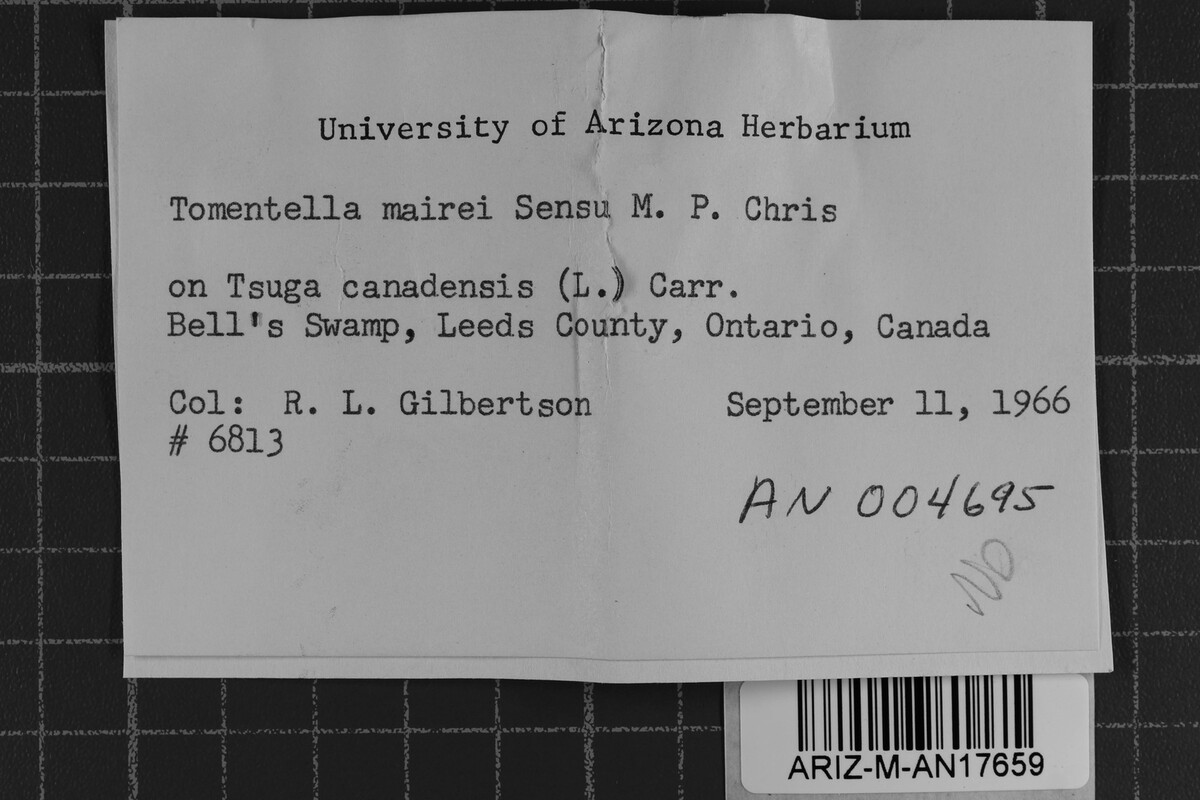 University of Arizona Herbarium
Tomentella mairei Sensu M. P. Chris
on Tsuga canadensis (L.) Carr.
Bell's Swamp, Leeds County, Ontario, Canada
Col: R. L. Gilbertson September 11, 1966
# 6813
AN 004695
No
ARIZ-M-AN17659